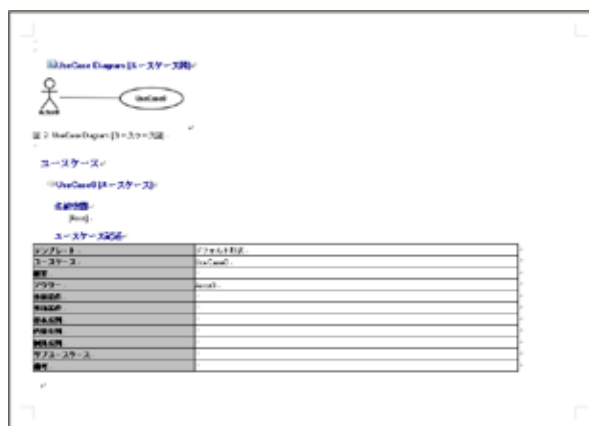 UseCase Diagram [ユースケース図]
UseCase0
Actor0
図 2 UseCase Diagram [ユースケース図]
ユースケース
UseCase0 [ユースケース]
名前空間
[Root]
ユースケース記述
テンプレート デフォルト形式
ユースケース UseCase0
概要
アクター Actor0
事前条件
事後条件
基本系列
代替系列
例外系列
サブユースケース
備考